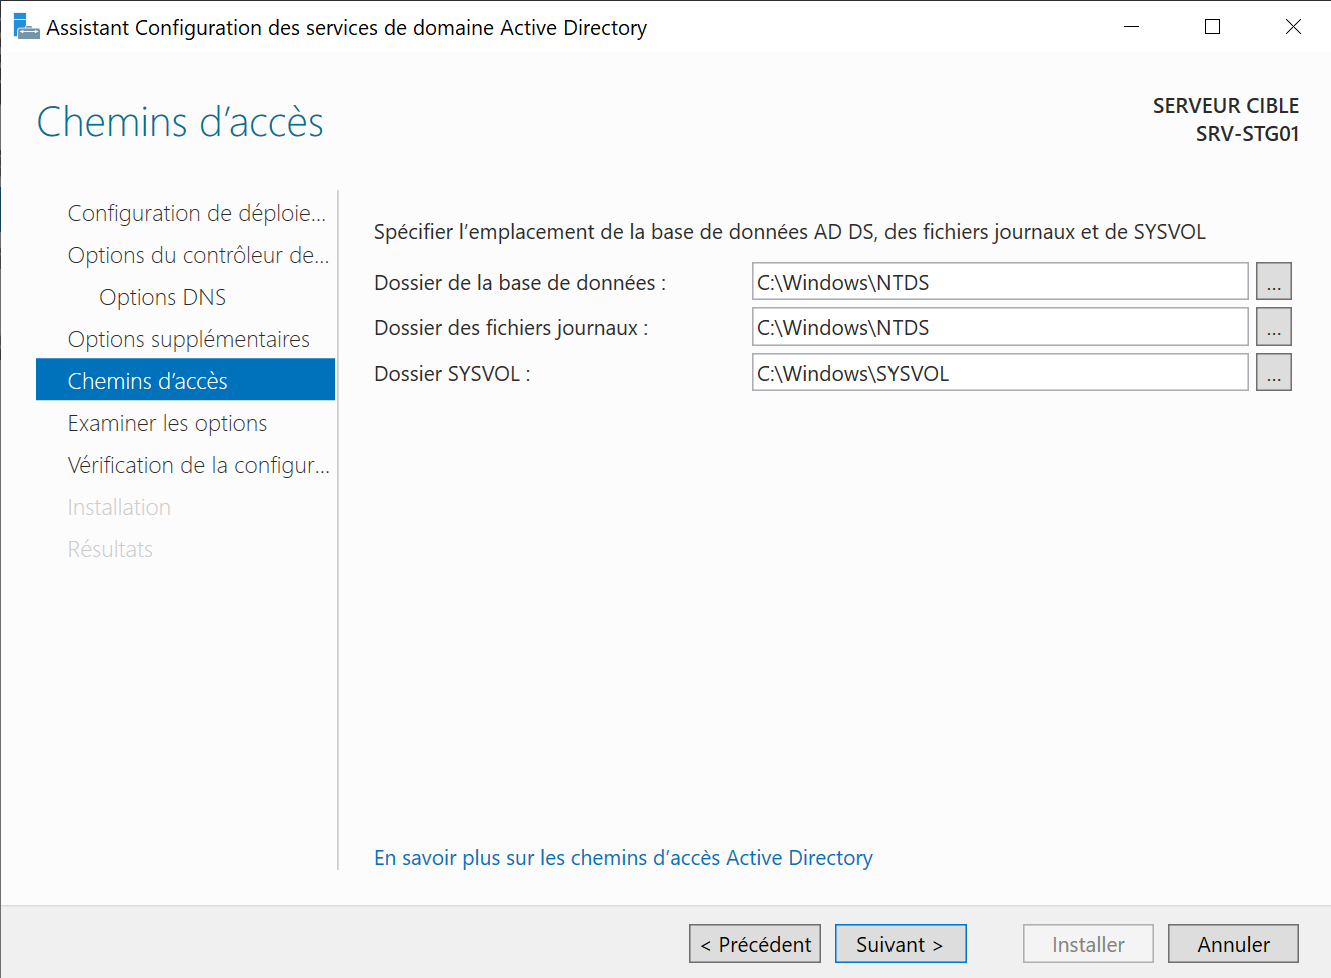 Assistant Configuration des services de domaine Active Directory
Chemins d’accès
SERVEUR CIBLE
SRV-STG01
Configuration de déploie...
Options du contrôleur de...
Options DNS
Options supplémentaires
Chemins d’accès
Examiner les options
Vérification de la configur...
Installation
Résultats
Spécifier l’emplacement de la base de données AD DS, des fichiers journaux et de SYSVOL
Dossier de la base de données : C:\Windows\NTDS ...
Dossier des fichiers journaux : C:\Windows\NTDS ...
Dossier SYSVOL : C:\Windows\SYSVOL ...
En savoir plus sur les chemins d’accès Active Directory
< Précédent Suivant > Installer Annuler